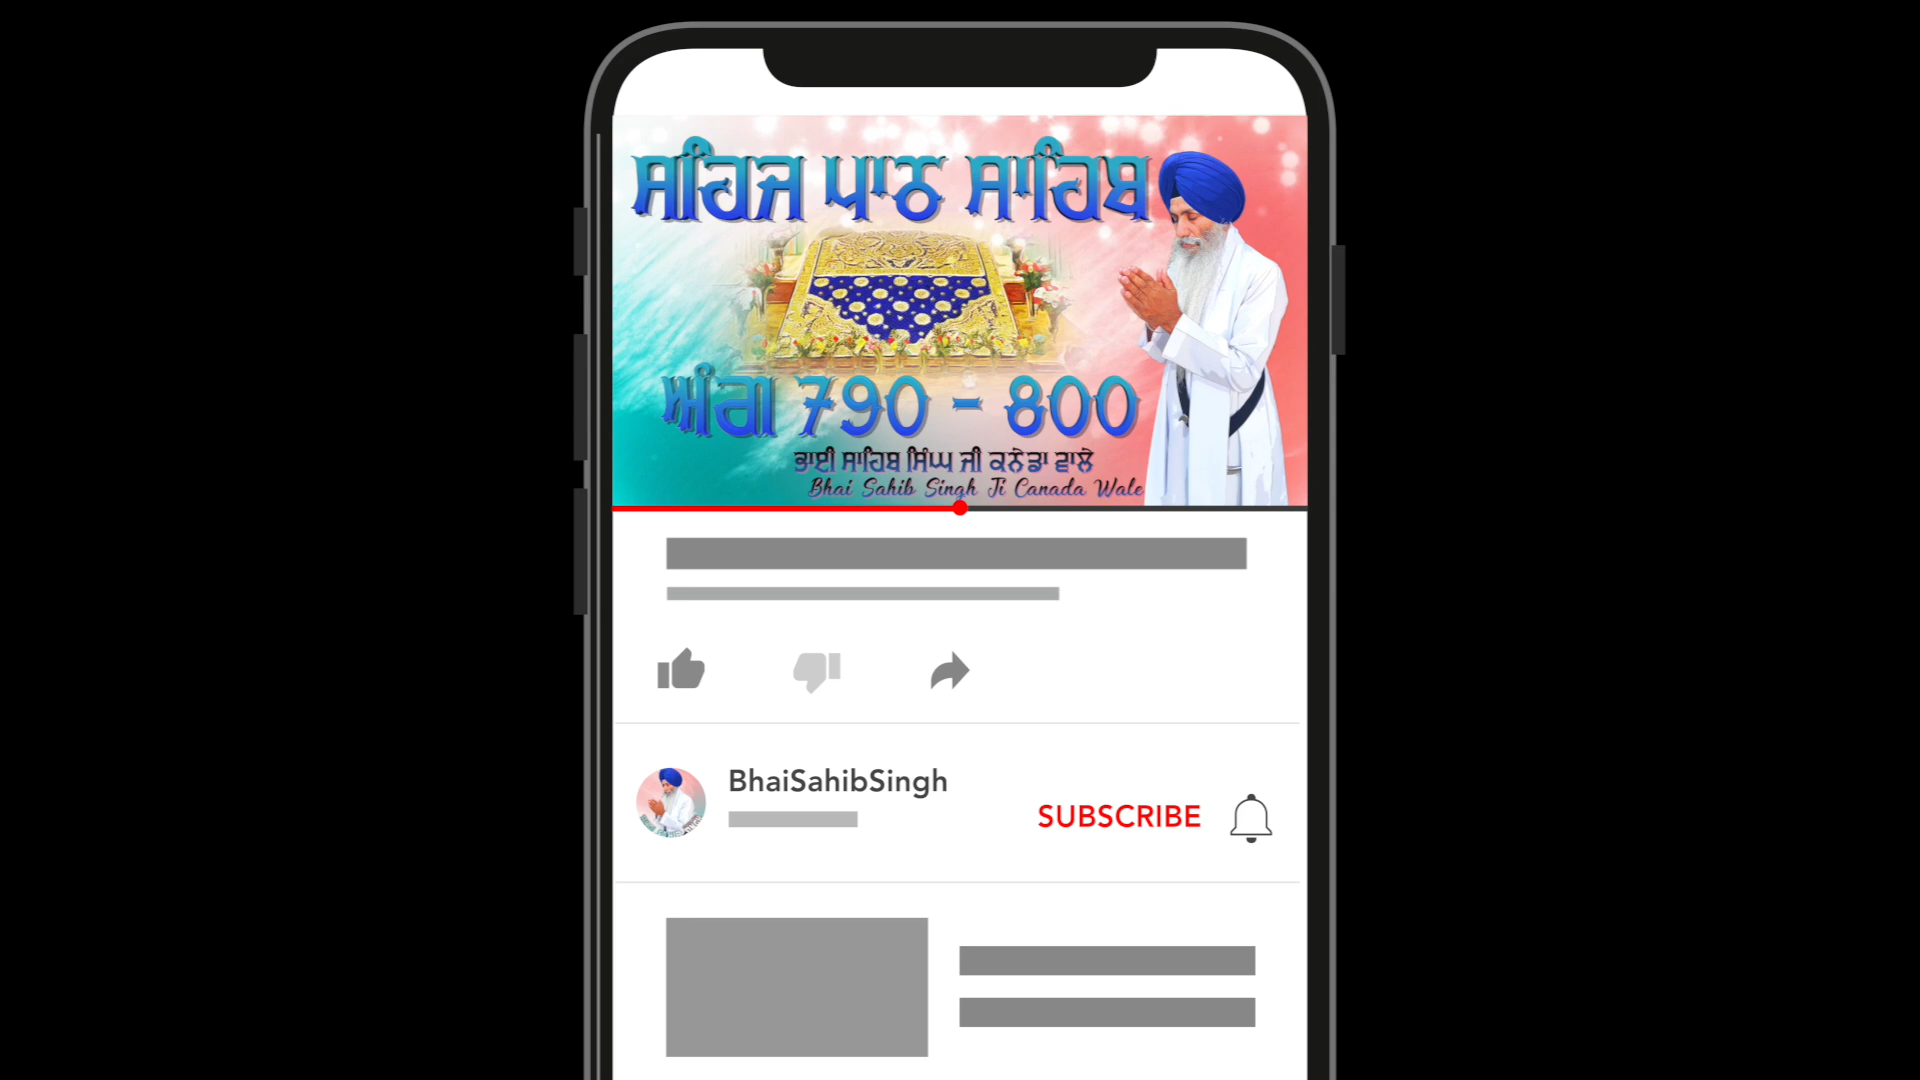 ਸਹਿਜ ਪਾਠ ਸਾਹਿਬ
ਅੰਗ 790 - 800
ਭਾਈ ਸਾਹਿਬ ਸਿੰਘ ਜੀ ਕਨੇਡਾ ਵਾਲੇ
Bhai Sahib Singh Ji Canada Wale
BhaiSahibSingh
SUBSCRIBE